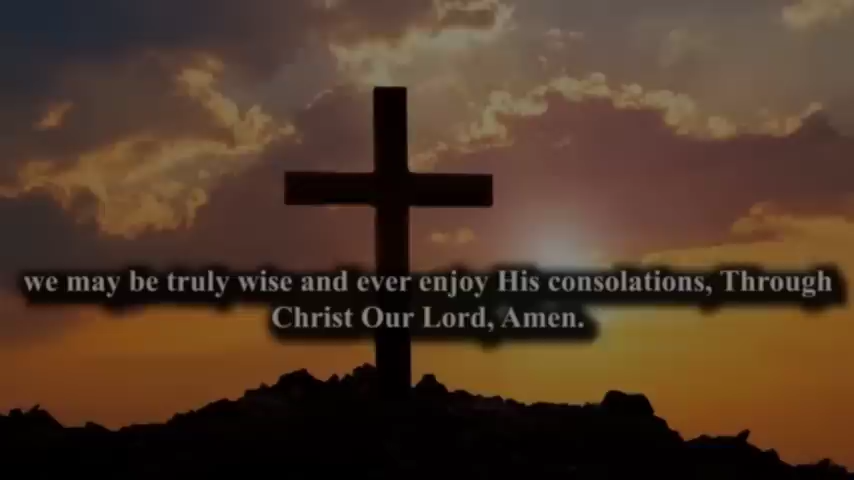 we may be truly wise and ever enjoy His consolations, Through
Christ Our Lord, Amen.